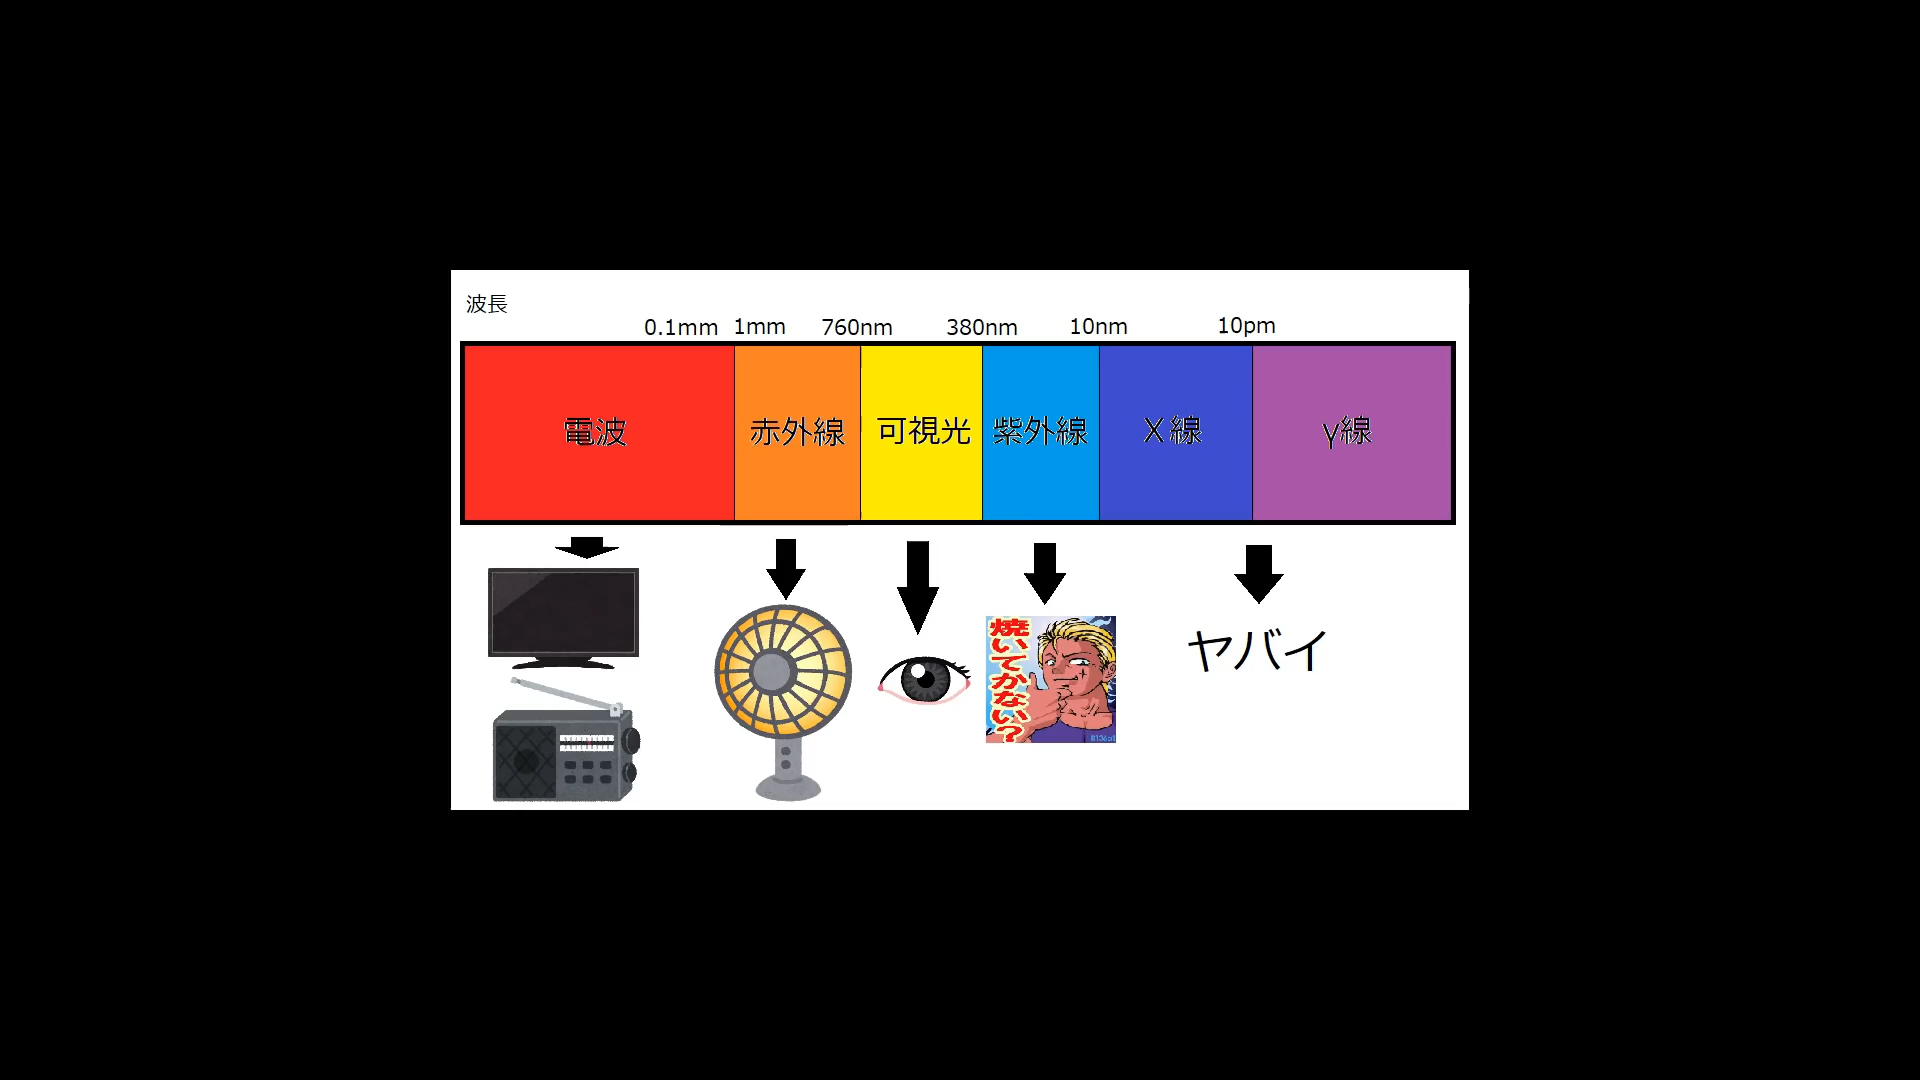 波長
0.1mm 1mm 760nm 380nm 10nm 10pm
電波 赤外線 可視光 紫外線 X線 γ線
焼いてかない?
ヤバイ